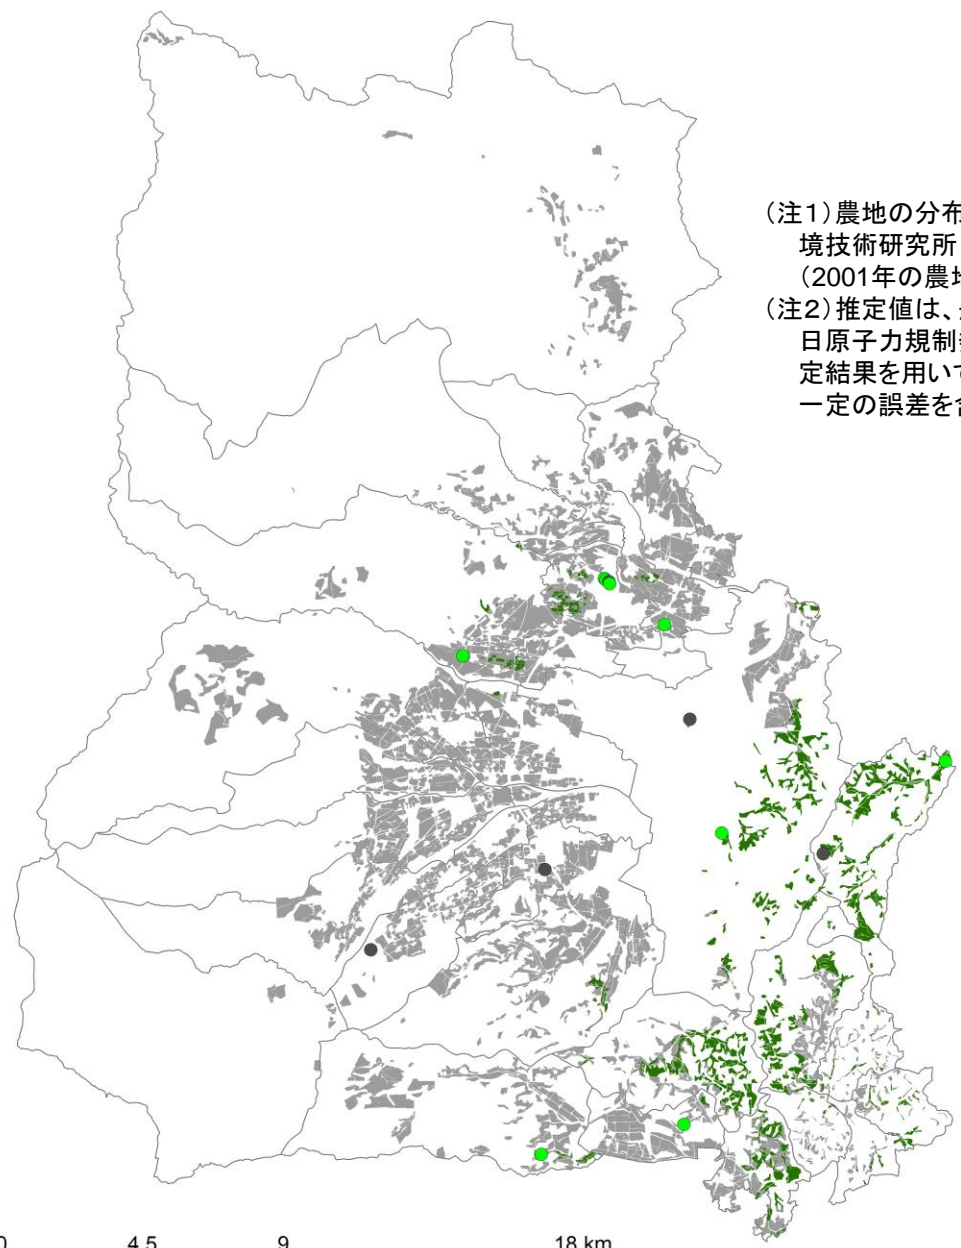 (注1)農地の分布
境技術研究所
(2001年の農地
(注2)推定値は、
日原子力規制
定結果を用いて
一定の誤差を含
4.5 9 18 km